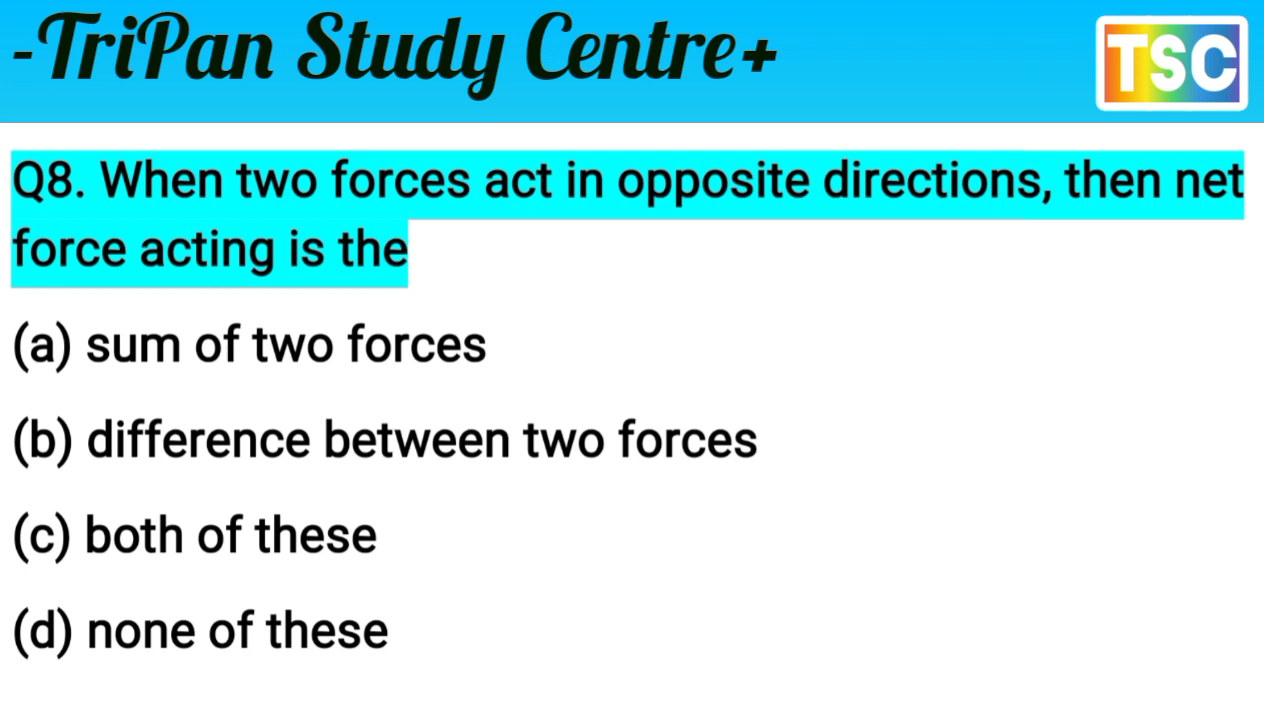 -TriPan Study Centre+
TSC
Q8. When two forces act in opposite directions, then net
force acting is the
(a) sum of two forces
(b) difference between two forces
(c) both of these
(d) none of these